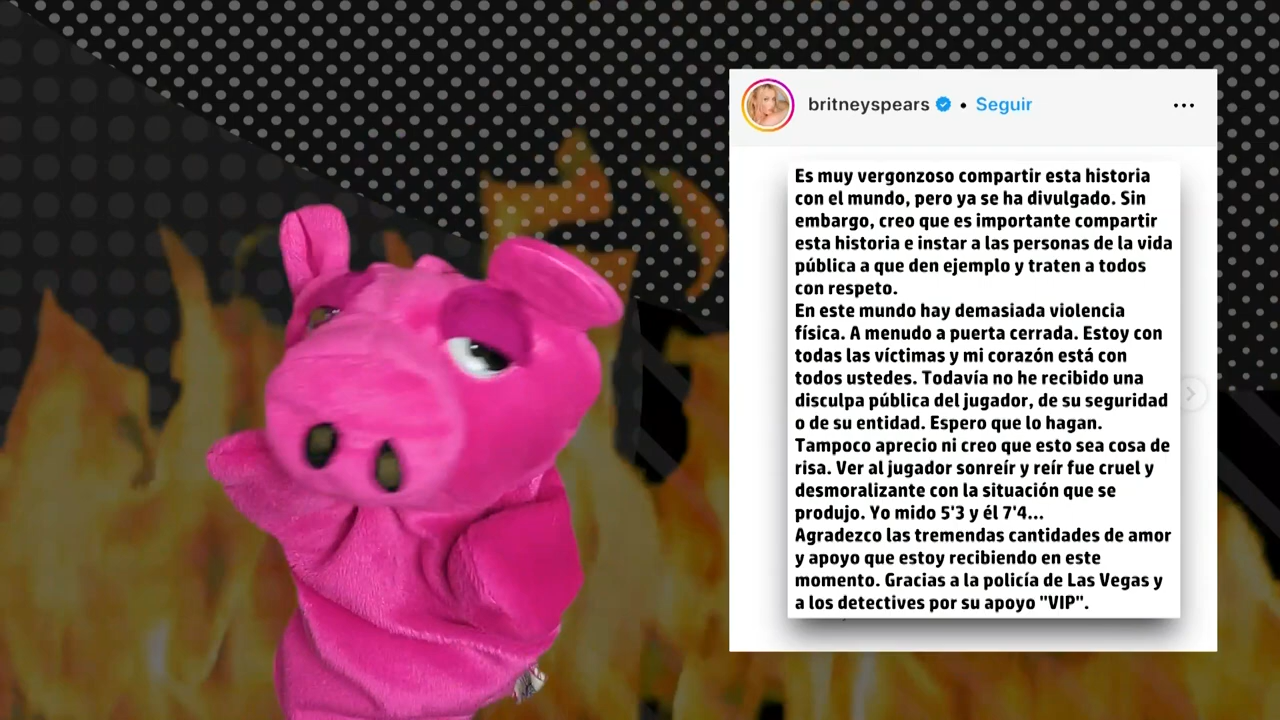 britneyspears • Seguir
Es muy vergonzoso compartir esta historia
con el mundo, pero ya se ha divulgado. Sin
embargo, creo que es importante compartir
esta historia e instar a las personas de la vida
pública a que den ejemplo y traten a todos
con respeto.
En este mundo hay demasiada violencia
física. A menudo a puerta cerrada. Estoy con
todas las víctimas y mi corazón está con
todos ustedes. Todavía no he recibido una
disculpa pública del jugador, de su seguridad
o de su entidad. Espero que lo hagan.
Tampoco aprecio ni creo que esto sea cosa de
risa. Ver al jugador sonreír y reír fue cruel y
desmoralizante con la situación que se
produjo. Yo mido 5'3 y él 7'4...
Agradezco las tremendas cantidades de amor
y apoyo que estoy recibiendo en este
momento. Gracias a la policía de Las Vegas y
a los detectives por su apoyo "VIP".